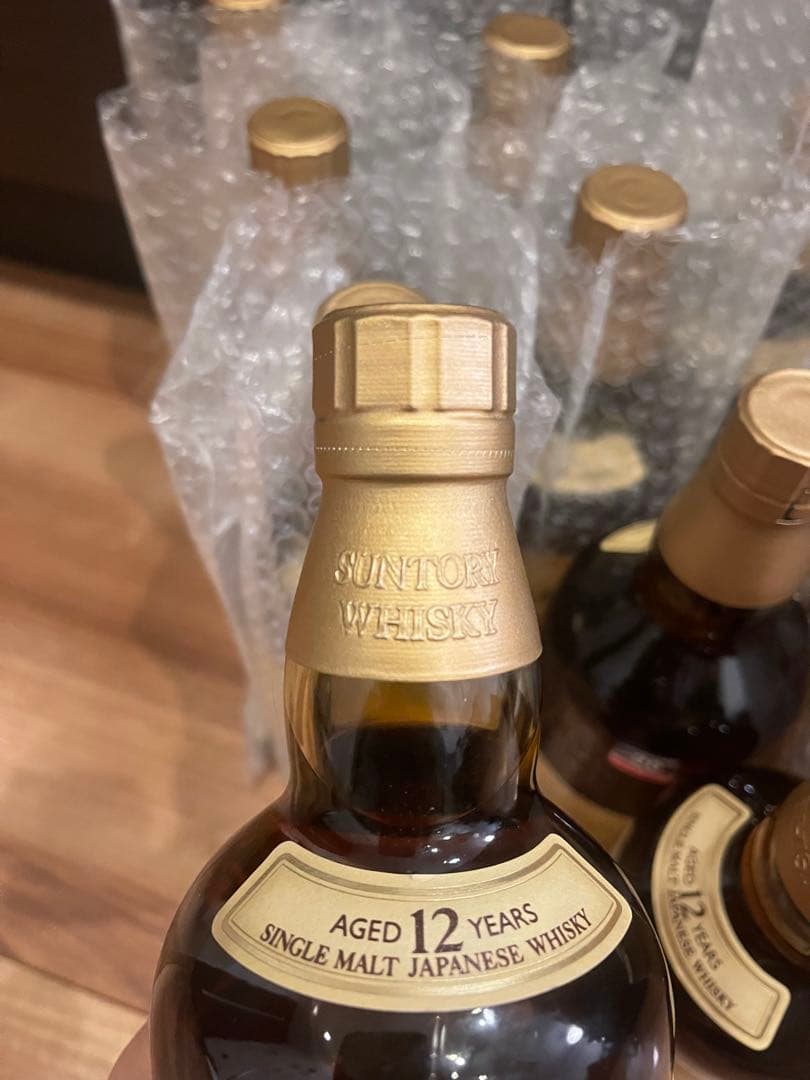 SUNTORY
WHISKY
AGED 12 YEARS
SINGLE MALT JAPANESE WHISKY
AGED 12 YEARS
SINGLE MALT JAPANESE WHISKY